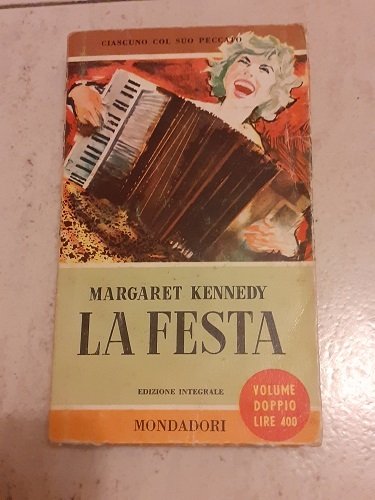 CIASCUNO COL SUO PECCATO
MARGARET KENNEDY
LA FESTA
EDIZIONE INTEGRALE
VOLUME
DOPPIO
LIRE 400
MONDADORI